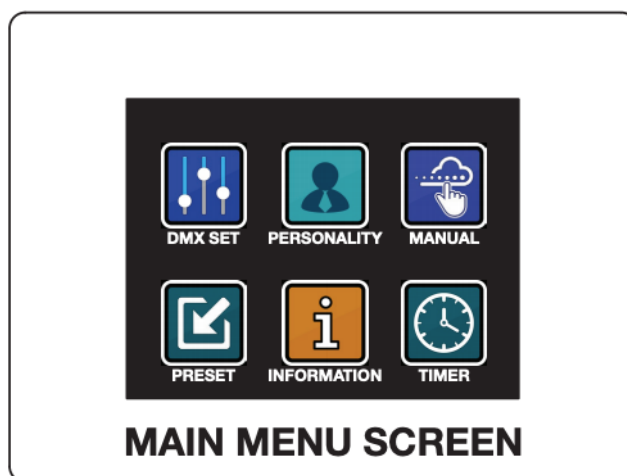 DMX SET PERSONALITY MANUAL
PRESET INFORMATION TIMER
MAIN MENU SCREEN